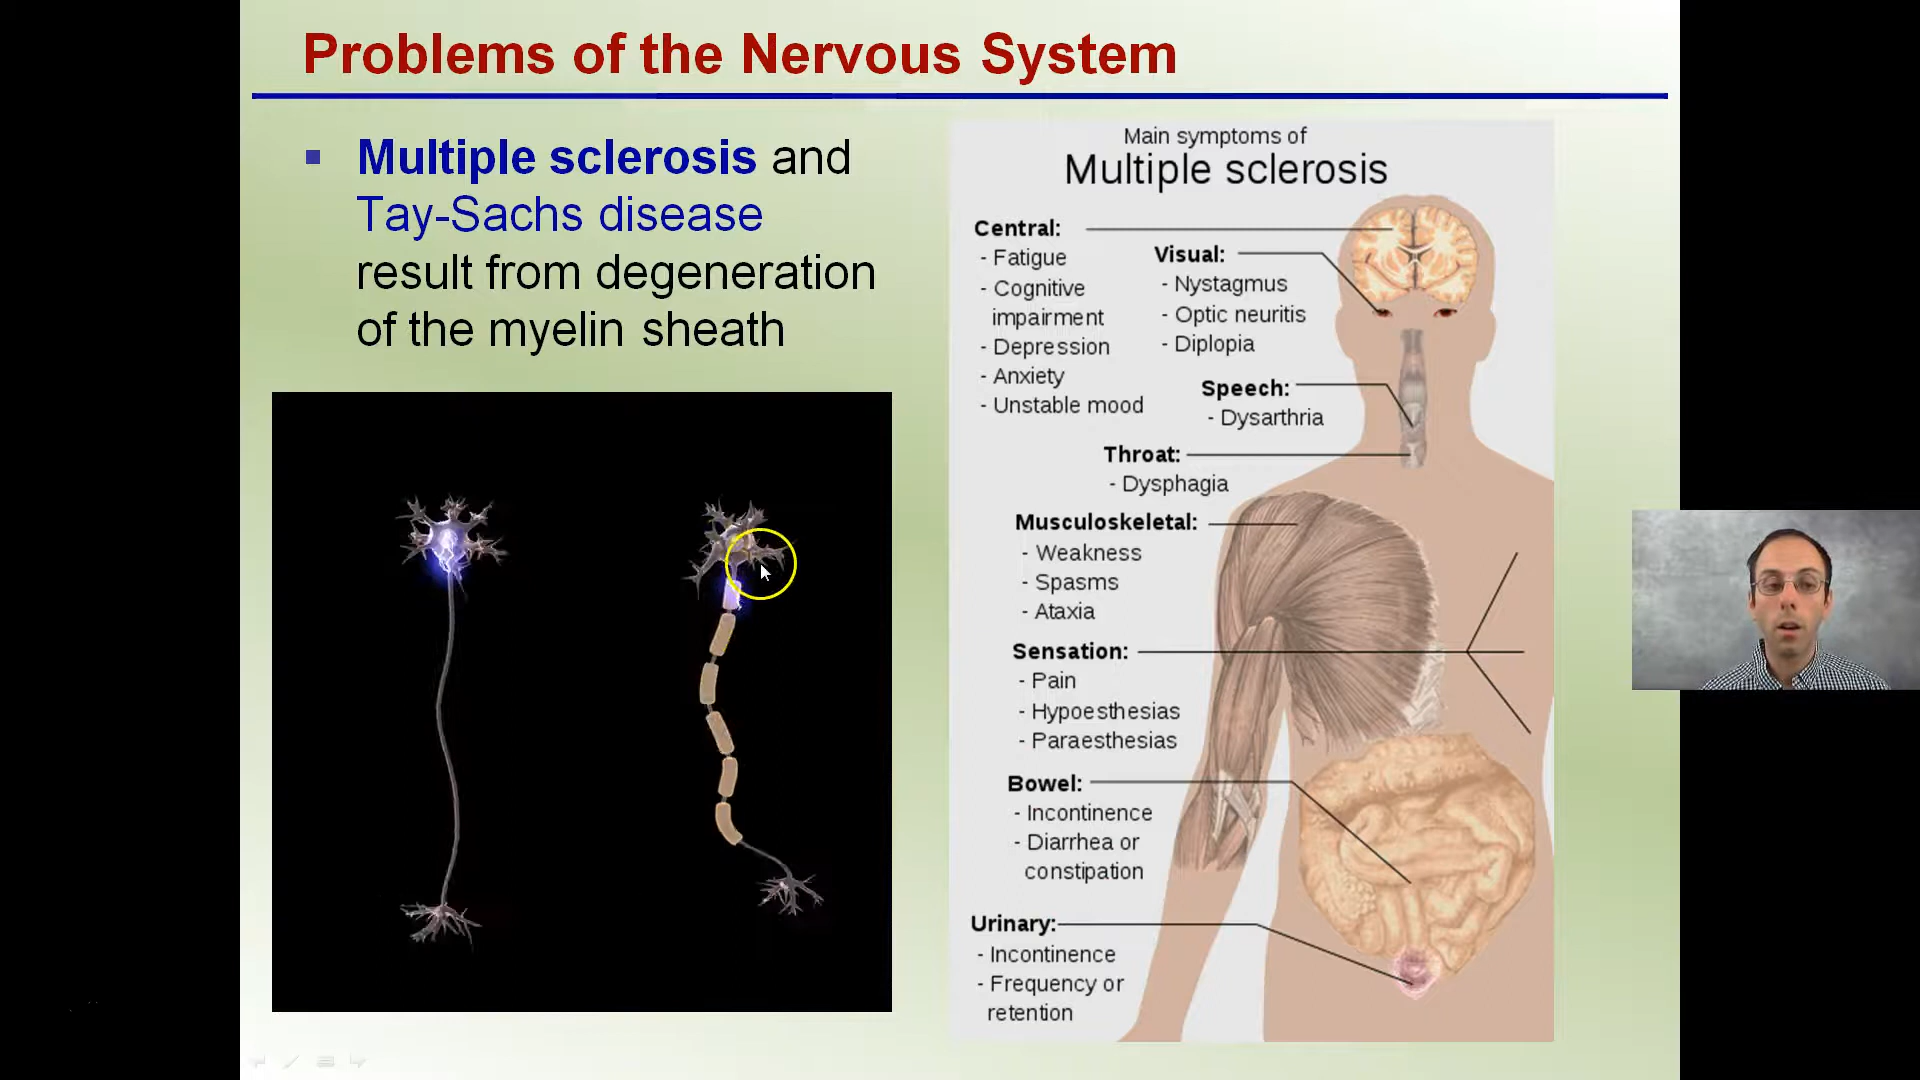 Problems of the Nervous System
▪ Multiple sclerosis and
Tay-Sachs disease
result from degeneration
of the myelin sheath
Main symptoms of
Multiple sclerosis
Central:
- Fatigue
- Cognitive
impairment
- Depression
- Anxiety
- Unstable mood
Visual:
- Nystagmus
- Optic neuritis
- Diplopia
Speech:
- Dysarthria
Throat:
- Dysphagia
Musculoskeletal:
- Weakness
- Spasms
- Ataxia
Sensation:
- Pain
- Hypoesthesias
- Paraesthesias
Bowel:
- Incontinence
- Diarrhea or
constipation
Urinary:
- Incontinence
- Frequency or
retention